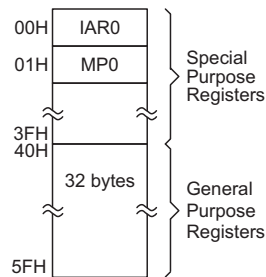 00H IAR0
01H MP0
Special
Purpose
Registers
3FH
40H
32 bytes
General
Purpose
Registers
5FH